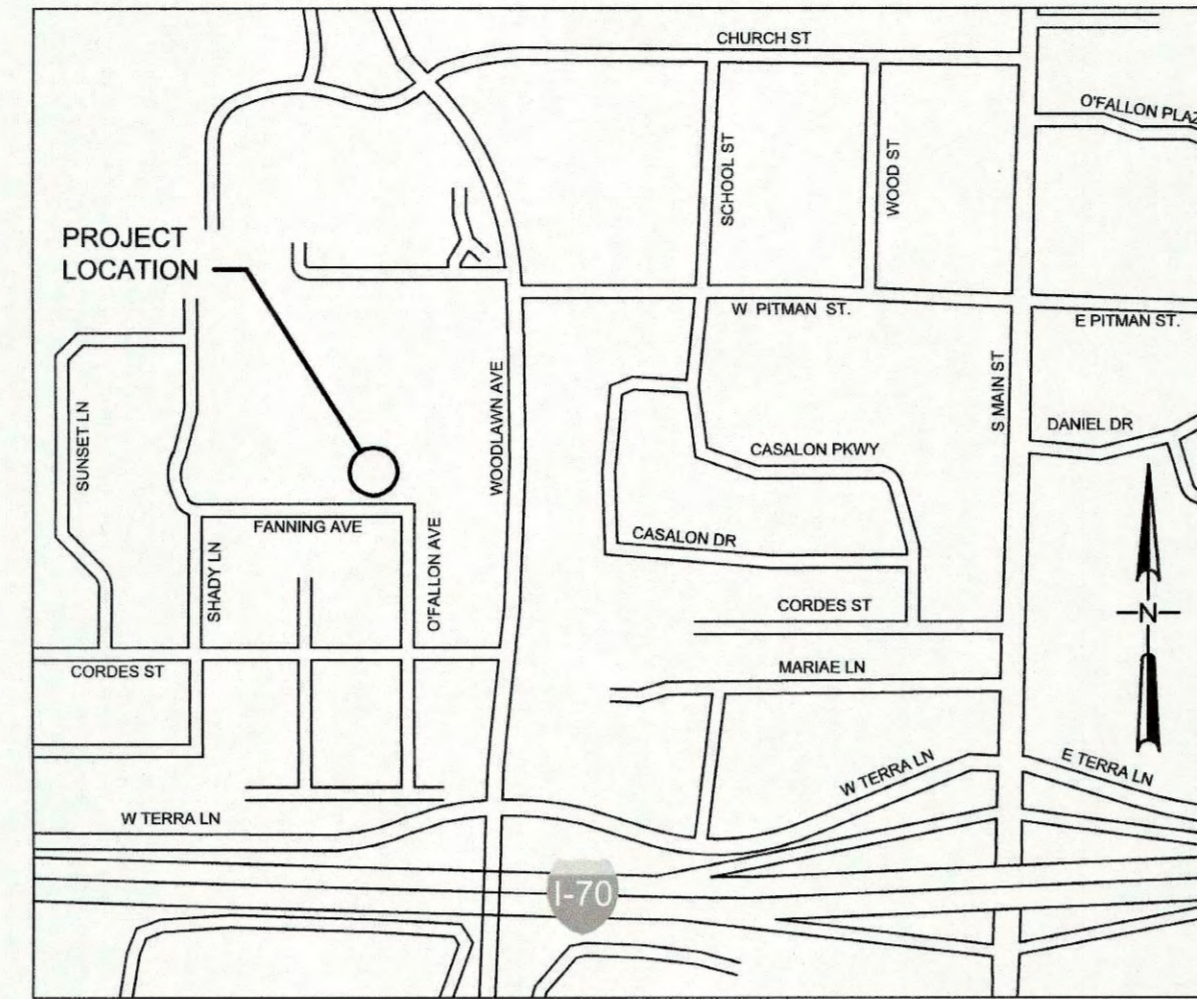 CHURCH ST
O'FALLON PLAZ
SCHOOL ST
WOOD ST
PROJECT
LOCATION
W PITMAN ST.
E PITMAN ST.
SUNSET LN
WOODLAWN AVE
S MAIN ST
DANIEL DR
CASALON PKWY
FANNING AVE
SHADY LN
O'FALLON AVE
CASALON DR
CORDES ST
N
CORDES ST
MARIAE LN
W TERRA LN
E TERRA LN
W TERRA LN
I-70